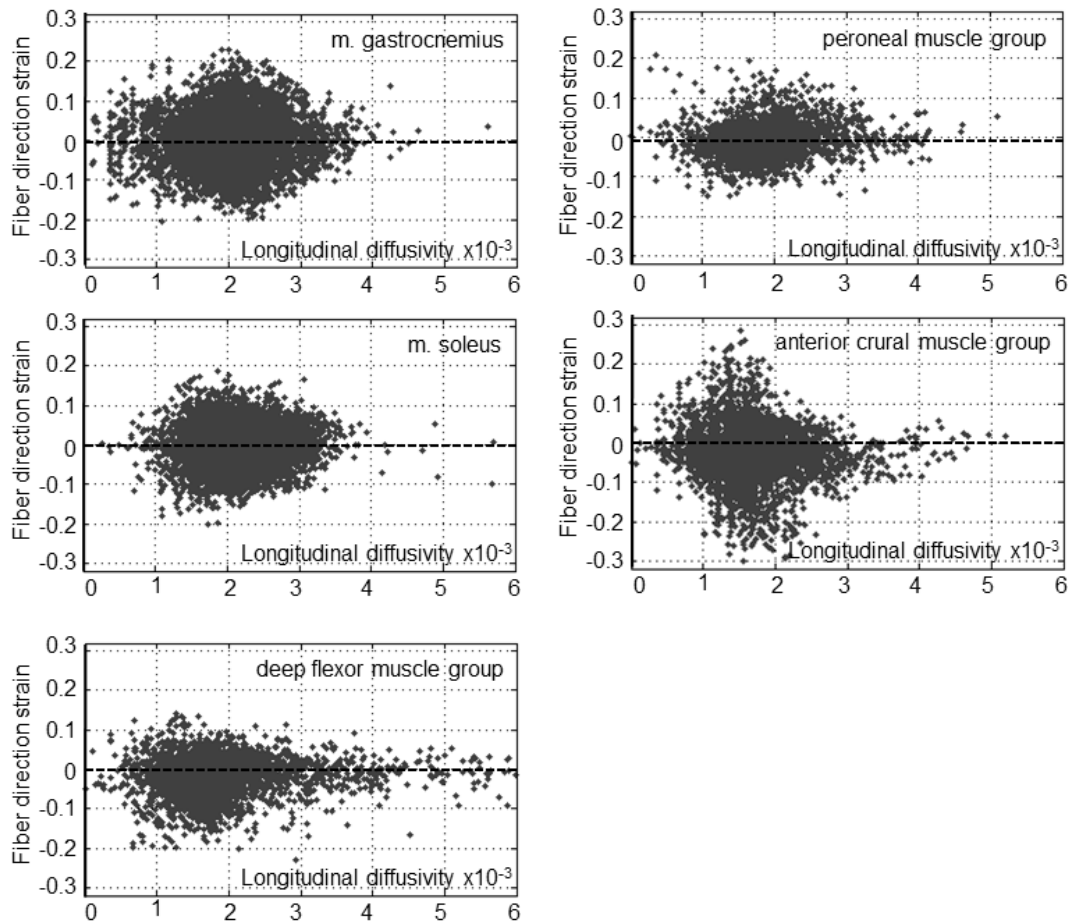 0.3
0.2
0.1
0
-0.1
-0.2
-0.3
Fiber direction strain
m. gastrocnemius
Longitudinal diffusivity x10-3
0 1 2 3 4 5 6
0.3
0.2
0.1
0
-0.1
-0.2
-0.3
Fiber direction strain
peroneal muscle group
Longitudinal diffusivity x10-3
0 1 2 3 4 5 6
0.3
0.2
0.1
0
-0.1
-0.2
-0.3
Fiber direction strain
m. soleus
Longitudinal diffusivity x10-3
0 1 2 3 4 5 6
0.3
0.2
0.1
0
-0.1
-0.2
-0.3
Fiber direction strain
anterior crural muscle group
Longitudinal diffusivity x10-3
0 1 2 3 4 5 6
0.3
0.2
0.1
0
-0.1
-0.2
-0.3
Fiber direction strain
deep flexor muscle group
Longitudinal diffusivity x10-3
0 1 2 3 4 5 6